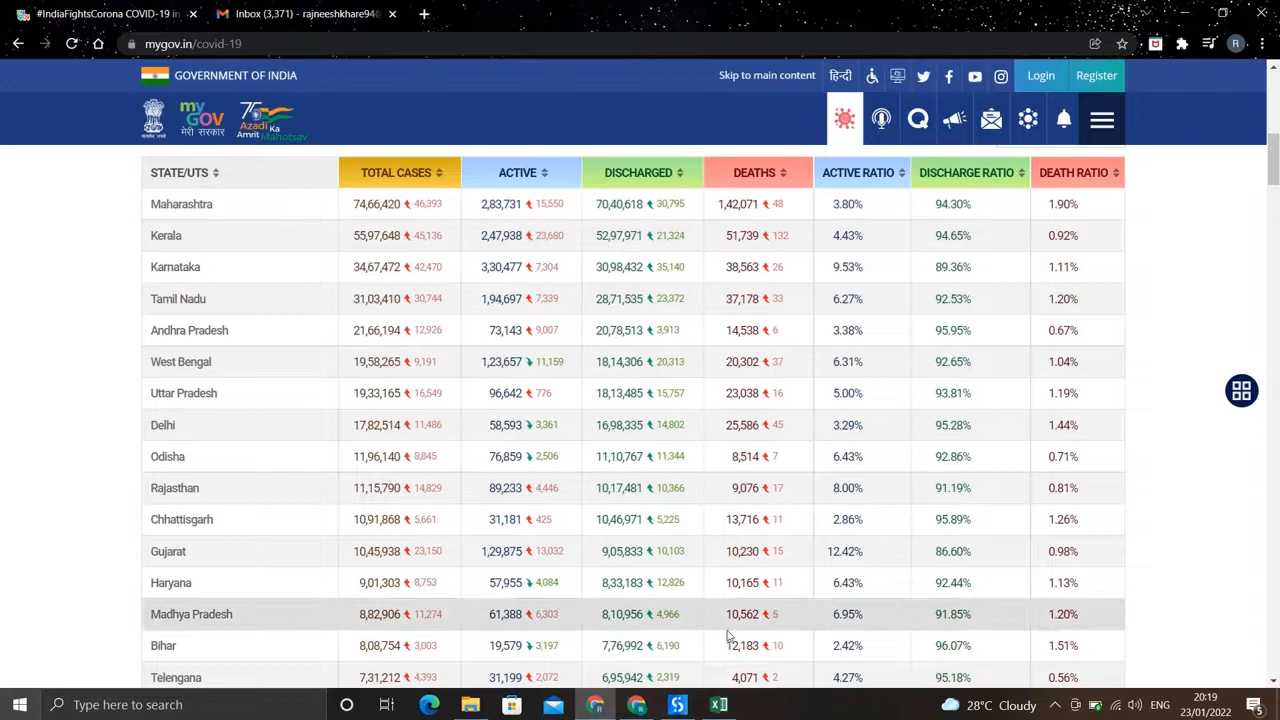 #IndiaFightsCorona COVID-19 in
Inbox (3,371) - rajneeshkhare94@
mygov.in/covid-19
R
GOVERNMENT OF INDIA
Skip to main content
हिन्दी
Login
Register
my
GOV
मेरी सरकार
75
Azadi Ka
Amrit Mahotsav
STATE/UTS TOTAL CASES ACTIVE DISCHARGED DEATHS ACTIVE RATIO DISCHARGE RATIO DEATH RATIO
Maharashtra 74,66,420 46,393 2,83,731 15,550 70,40,618 30,795 1,42,071 48 3.80% 94.30% 1.90%
Kerala 55,97,648 45,136 2,47,938 23,680 52,97,971 21,324 51,739 132 4.43% 94.65% 0.92%
Karnataka 34,67,472 42,470 3,30,477 7,304 30,98,432 35,140 38,563 26 9.53% 89.36% 1.11%
Tamil Nadu 31,03,410 30,744 1,94,697 7,339 28,71,535 23,372 37,178 33 6.27% 92.53% 1.20%
Andhra Pradesh 21,66,194 12,926 73,143 9,007 20,78,513 3,913 14,538 6 3.38% 95.95% 0.67%
West Bengal 19,58,265 9,191 1,23,657 11,159 18,14,306 20,313 20,302 37 6.31% 92.65% 1.04%
Uttar Pradesh 19,33,165 16,549 96,642 776 18,13,485 15,757 23,038 16 5.00% 93.81% 1.19%
Delhi 17,82,514 11,486 58,593 3,361 16,98,335 14,802 25,586 45 3.29% 95.28% 1.44%
Odisha 11,96,140 8,845 76,859 2,506 11,10,767 11,344 8,514 7 6.43% 92.86% 0.71%
Rajasthan 11,15,790 14,829 89,233 4,446 10,17,481 10,366 9,076 17 8.00% 91.19% 0.81%
Chhattisgarh 10,91,868 5,661 31,181 425 10,46,971 5,225 13,716 11 2.86% 95.89% 1.26%
Gujarat 10,45,938 23,150 1,29,875 13,032 9,05,833 10,103 10,230 15 12.42% 86.60% 0.98%
Haryana 9,01,303 8,753 57,955 4,084 8,33,183 12,826 10,165 11 6.43% 92.44% 1.13%
Madhya Pradesh 8,82,906 11,274 61,388 6,303 8,10,956 4,966 10,562 5 6.95% 91.85% 1.20%
Bihar 8,08,754 3,003 19,579 3,197 7,76,992 6,190 12,183 10 2.42% 96.07% 1.51%
Telengana 7,31,212 4,393 31,199 2,072 6,95,942 2,319 4,071 2 4.27% 95.18% 0.56%
Type here to search
28°C Cloudy
20:19
23/01/2022
5